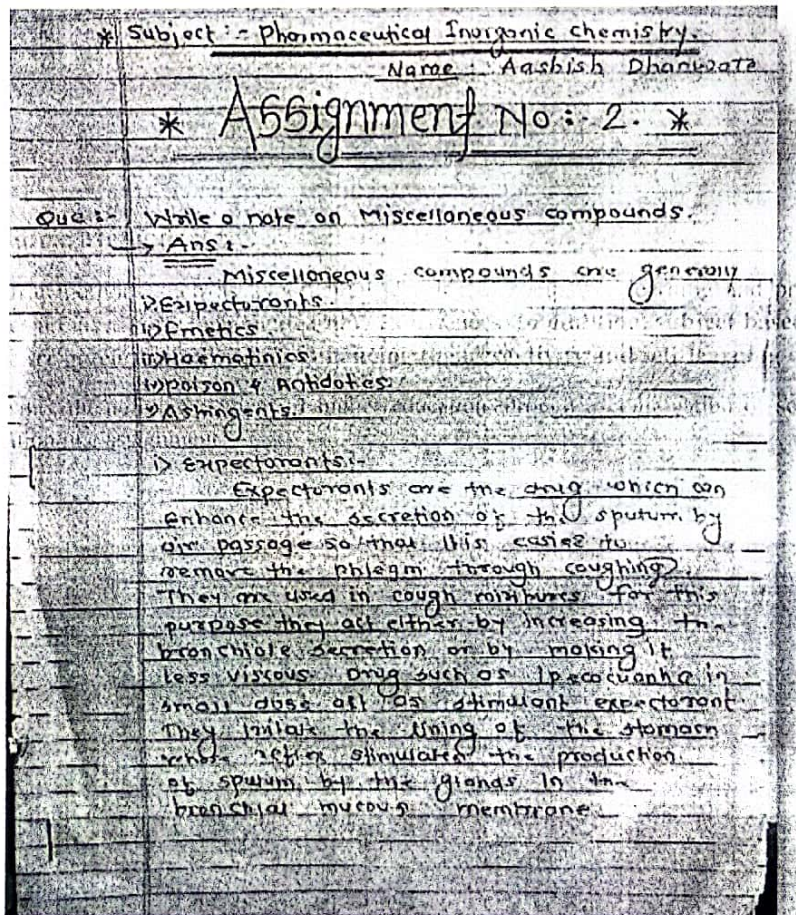 * Subject :- Pharmaceutical Inorganic chemistry.
Name : Aashish Dhanwate
* Assignment No :- 2. *
Que :- Write a note on Miscellaneous compounds.
Ans :-
Miscellaneous compounds are generally
i) Expectorants.
ii) Emetics
iii) Haematinics
iv) Poison & Antidotes
v) Astringents
i) Expectorants :-
Expectorants are the drug which can
Enhance the secretion of the sputum by
air passage so that it is easier to
remove the phlegm through coughing.
They are used in cough mixtures. for this
purpose they act either by increasing the
bronchiole secretion or by making it
less viscous. Drug such as Ipecacuanha in
small dose act as stimulant expectorant
They irritate the lining of the stomach
whose stimulates the production
of sputum by the glands in the
bronchial mucous membrane